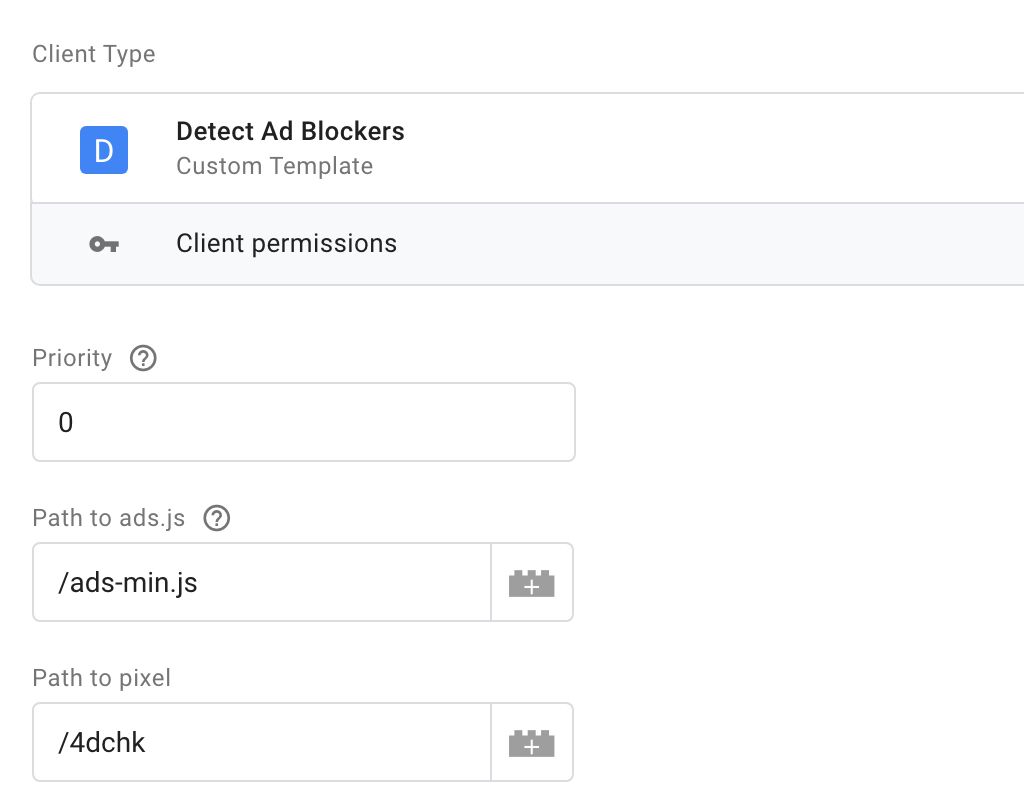 Client Type
D
Detect Ad Blockers
Custom Template
Client permissions
Priority
0
Path to ads.js
/ads-min.js
Path to pixel
/4dchk